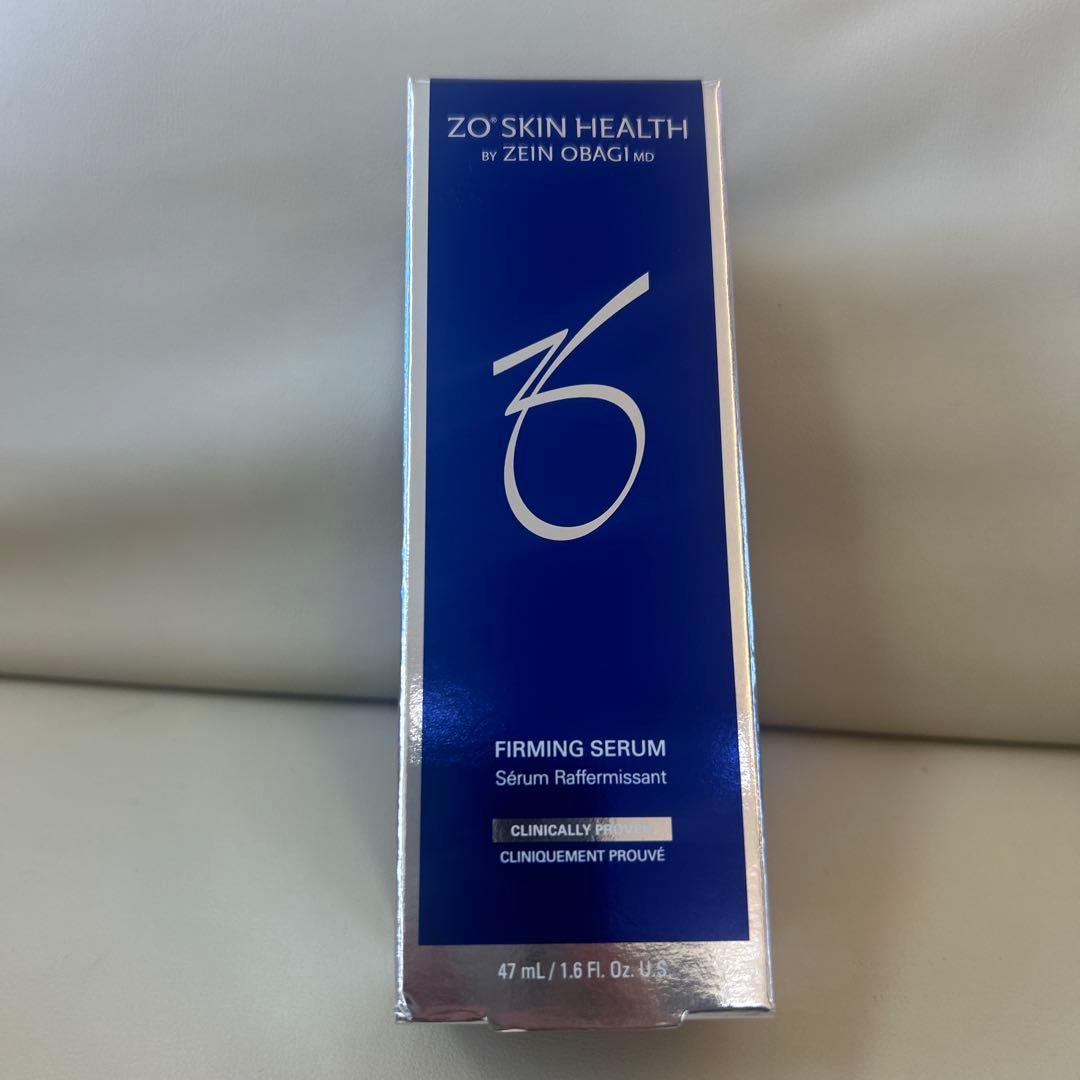 ZO® SKIN HEALTH
BY ZEIN OBAGI MD
ZO
FIRMING SERUM
Sérum Raffermissant
CLINICALLY PROVEN
CLINIQUEMENT PROUVÉ
47 mL / 1.6 Fl. Oz. U.S.